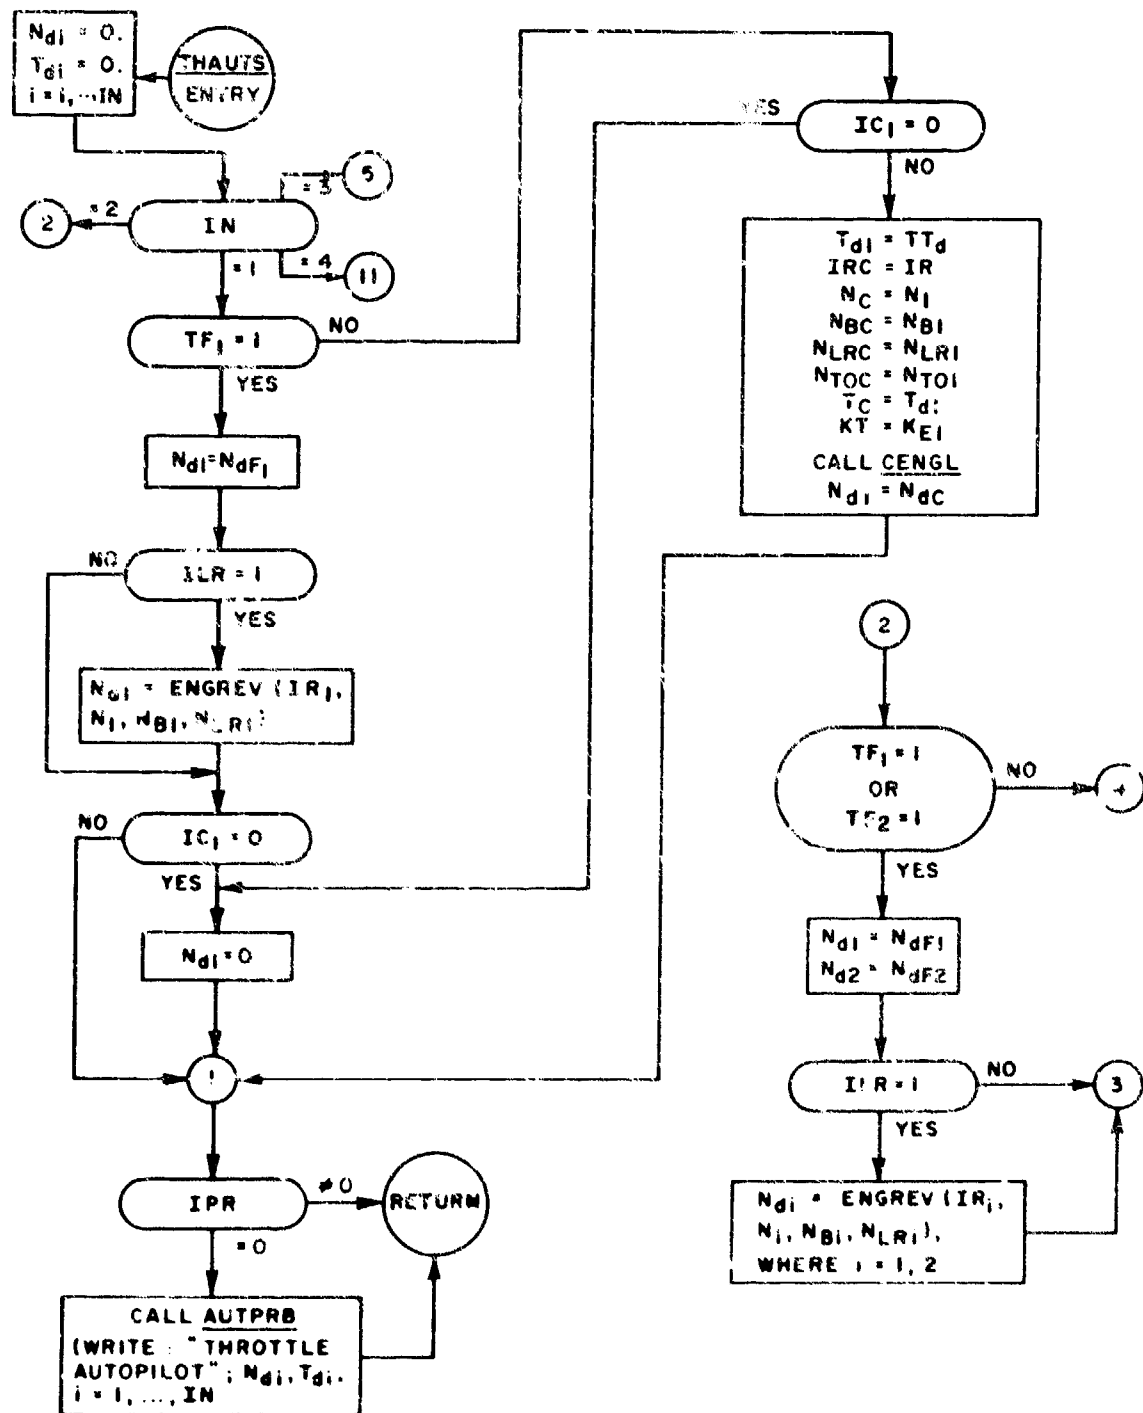 N_di = 0.
T_di = 0.
i = 1, ... IN
THAUTS
ENTRY
IN
= 2
2
= 3
5
= 1
= 4
11
TF_1 = 1
NO
YES
N_d1 = N_dF1
ILR = 1
NO
YES
N_d1 = ENGREV (IR_1,
N_1, N_B1, N_LR1)
IC_1 = 0
NO
YES
N_d1 = 0
1
IPR
≠ 0
RETURN
= 0
CALL AUTPRB
(WRITE : " THROTTLE
AUTOPILOT" ; N_di, T_di,
i = 1, ..., IN
YES
IC_1 = 0
NO
T_d1 = TT_d
IRC = IR
N_C = N_1
N_BC = N_B1
N_LRC = N_LR1
N_TOC = N_TO1
T_C = T_d1
KT = K_E1
CALL CENGL
N_d1 = N_dC
2
TF_1 = 1
OR
TF_2 = 1
NO
4
YES
N_d1 = N_dF1
N_d2 = N_dF2
ILR = 1
NO
3
YES
N_di = ENGREV (IR_i,
N_i, N_Bi, N_LRi),
WHERE i = 1, 2